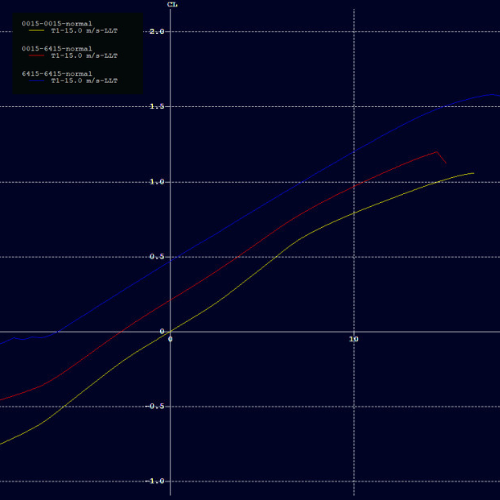 CL
0015-0015-normal
T1-15.0 m/s-LLT
0015-6415-normal
T1-15.0 m/s-LLT
6415-6415-normal
T1-15.0 m/s-LLT
2.0
1.5
1.0
0.5
0
0
10
-0.5
-1.0